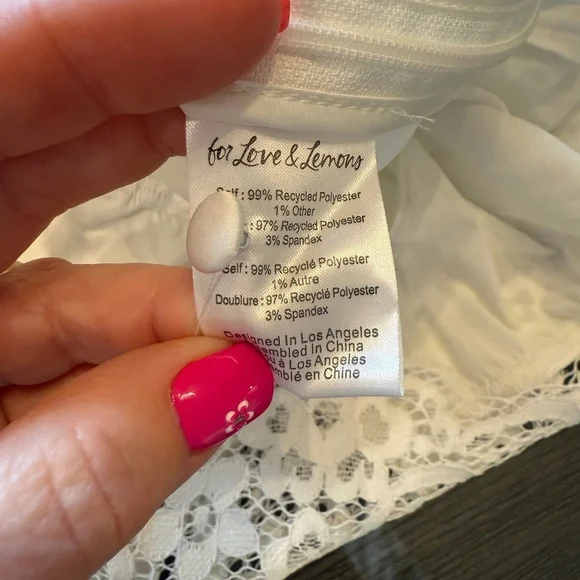 for Love & Lemons
Self : 99% Recycled Polyester
1% Other
: 97% Recycled Polyester
3% Spandex
Self : 99% Recyclé Polyester
1% Autre
Doublure : 97% Recyclé Polyester
3% Spandex
Designed In Los Angeles
in China
à Los Angeles
en Chine